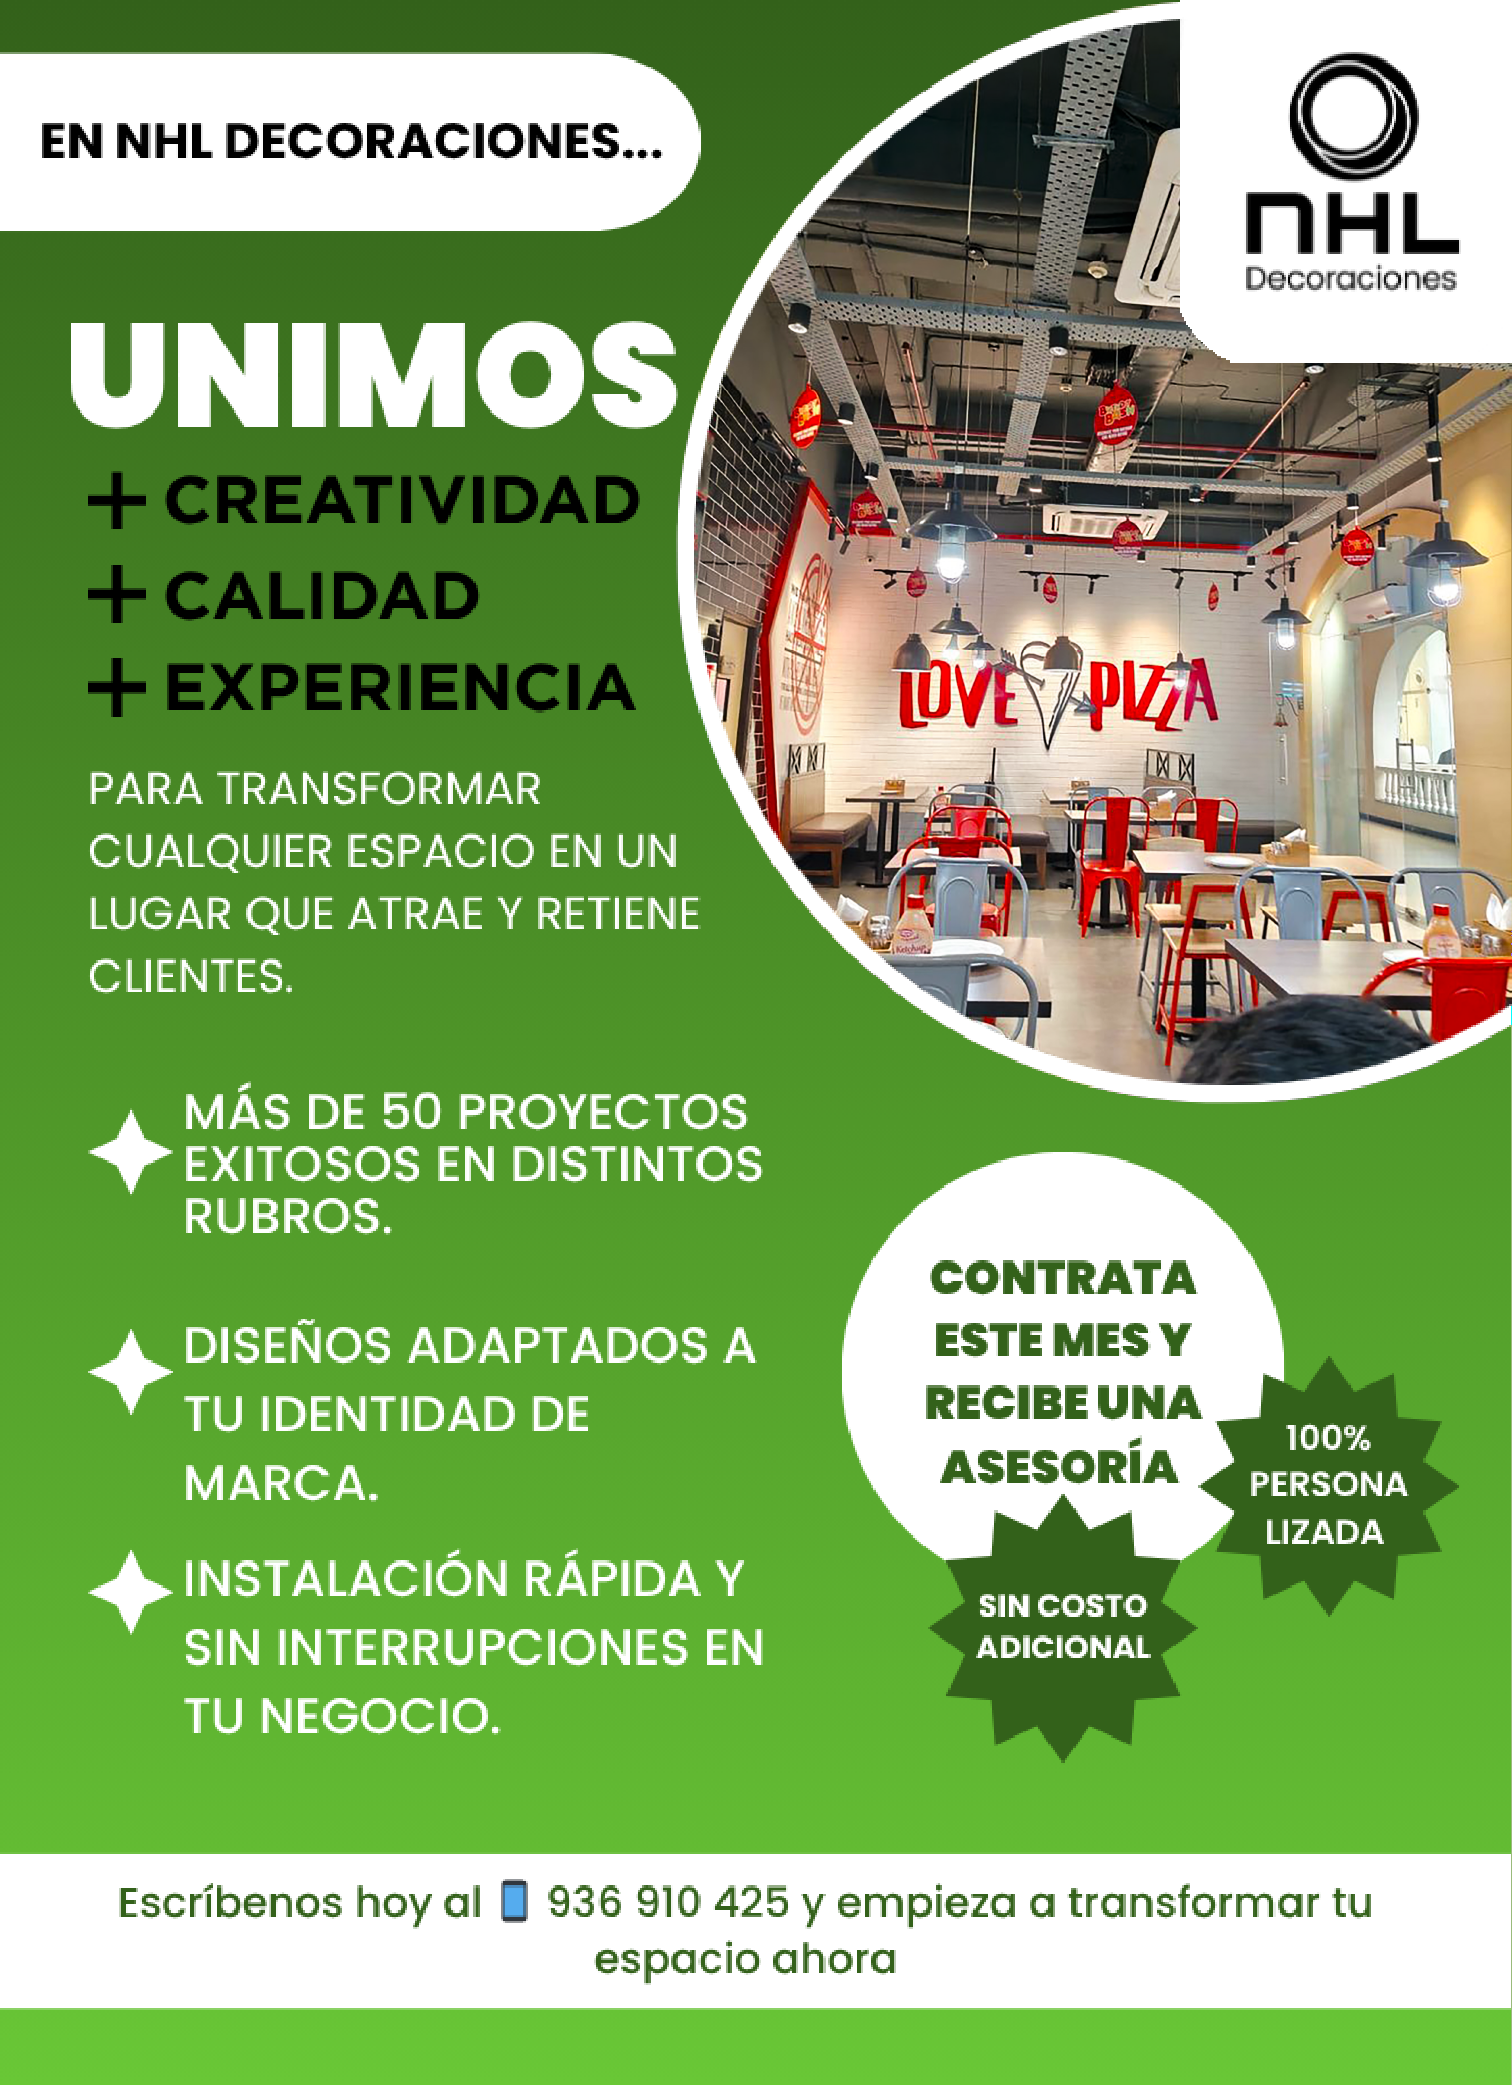 EN NHL DECORACIONES...
NHL
Decoraciones
UNIMOS
+ CREATIVIDAD
+ CALIDAD
+ EXPERIENCIA
LOVE PIZZA
PARA TRANSFORMAR
CUALQUIER ESPACIO EN UN
LUGAR QUE ATRAE Y RETIENE
CLIENTES.
Ketchup
MÁS DE 50 PROYECTOS
EXITOSOS EN DISTINTOS
RUBROS.
DISEÑOS ADAPTADOS A
TU IDENTIDAD DE
MARCA.
INSTALACIÓN RÁPIDA Y
SIN INTERRUPCIONES EN
TU NEGOCIO.
CONTRATA
ESTE MES Y
RECIBE UNA
ASESORÍA
100%
PERSONA
LIZADA
SIN COSTO
ADICIONAL
Escríbenos hoy al 📱 936 910 425 y empieza a transformar tu
espacio ahora